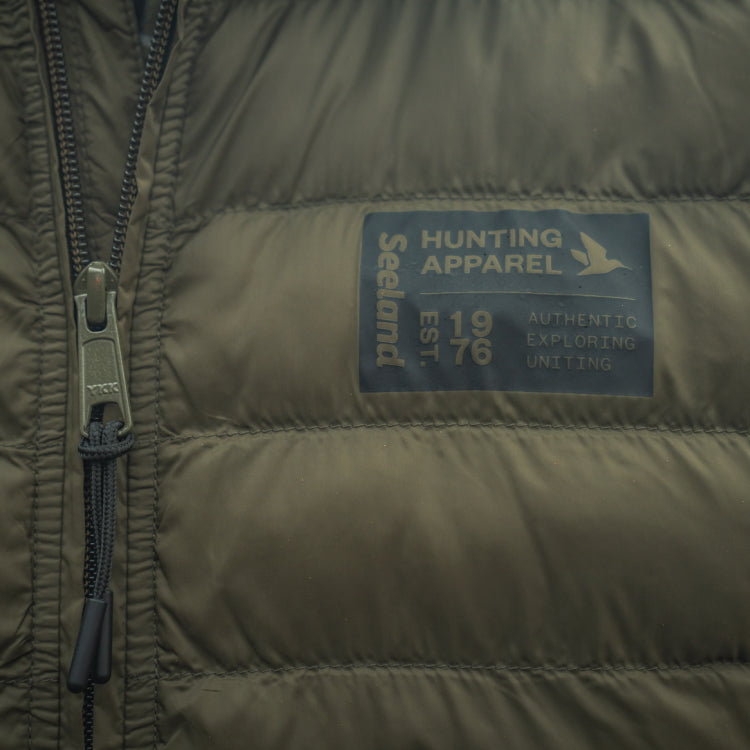 Seeland
HUNTING
APPAREL
EST.
19
76
AUTHENTIC
EXPLORING
UNITING
YKK